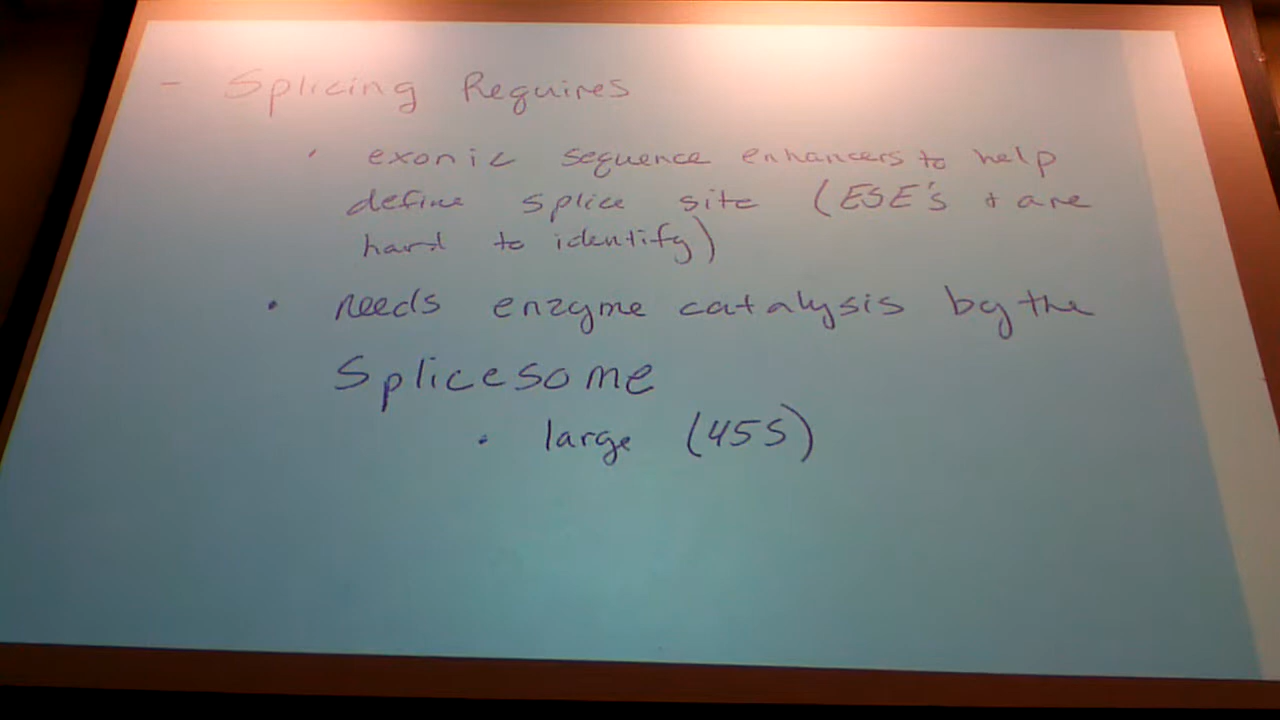 - Splicing Requires
• exonic sequence enhancers to help
define splice site (ESE's + are
hard to identify)
• needs enzyme catalysis by the
Splicesome
• large (45S)